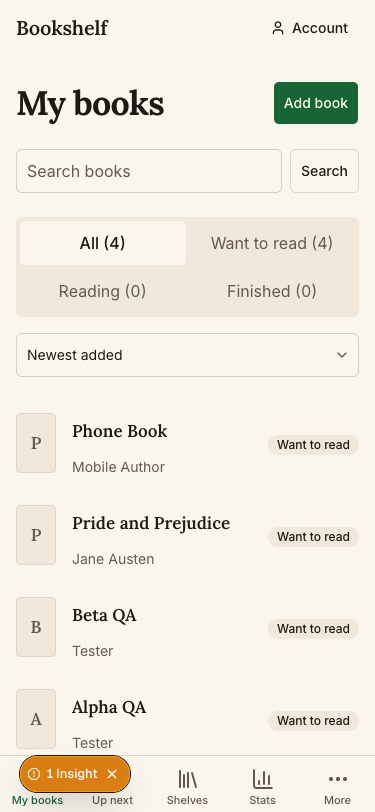 Bookshelf
Account
My books
Add book
Search books
Search
All (4)
Want to read (4)
Reading (0)
Finished (0)
Newest added
P
Phone Book
Mobile Author
Want to read
P
Pride and Prejudice
Jane Austen
Want to read
B
Beta QA
Tester
Want to read
A
Alpha QA
Tester
Want to read
1 Insight
My books
Up next
Shelves
Stats
More